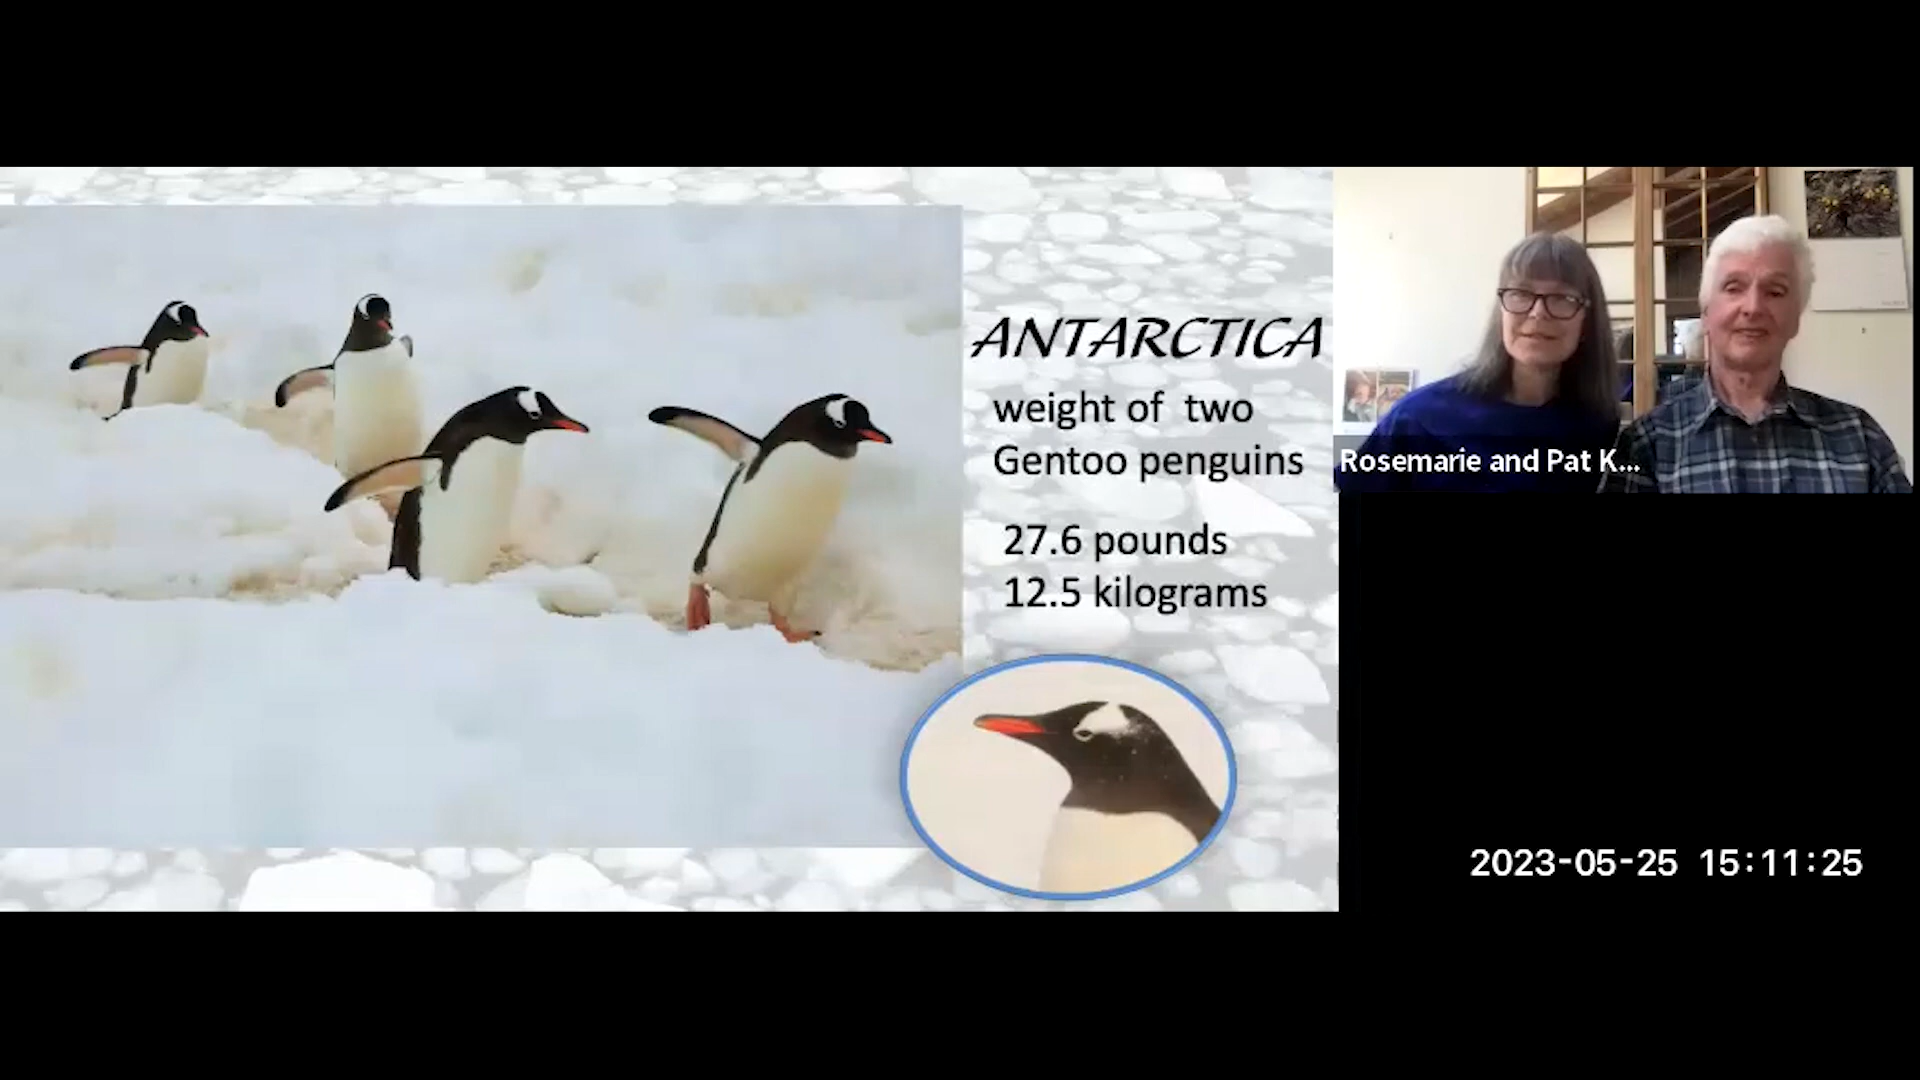 ANTARCTICA
weight of two
Gentoo penguins
27.6 pounds
12.5 kilograms
Rosemarie and Pat K...
2023-05-25 15:11:25